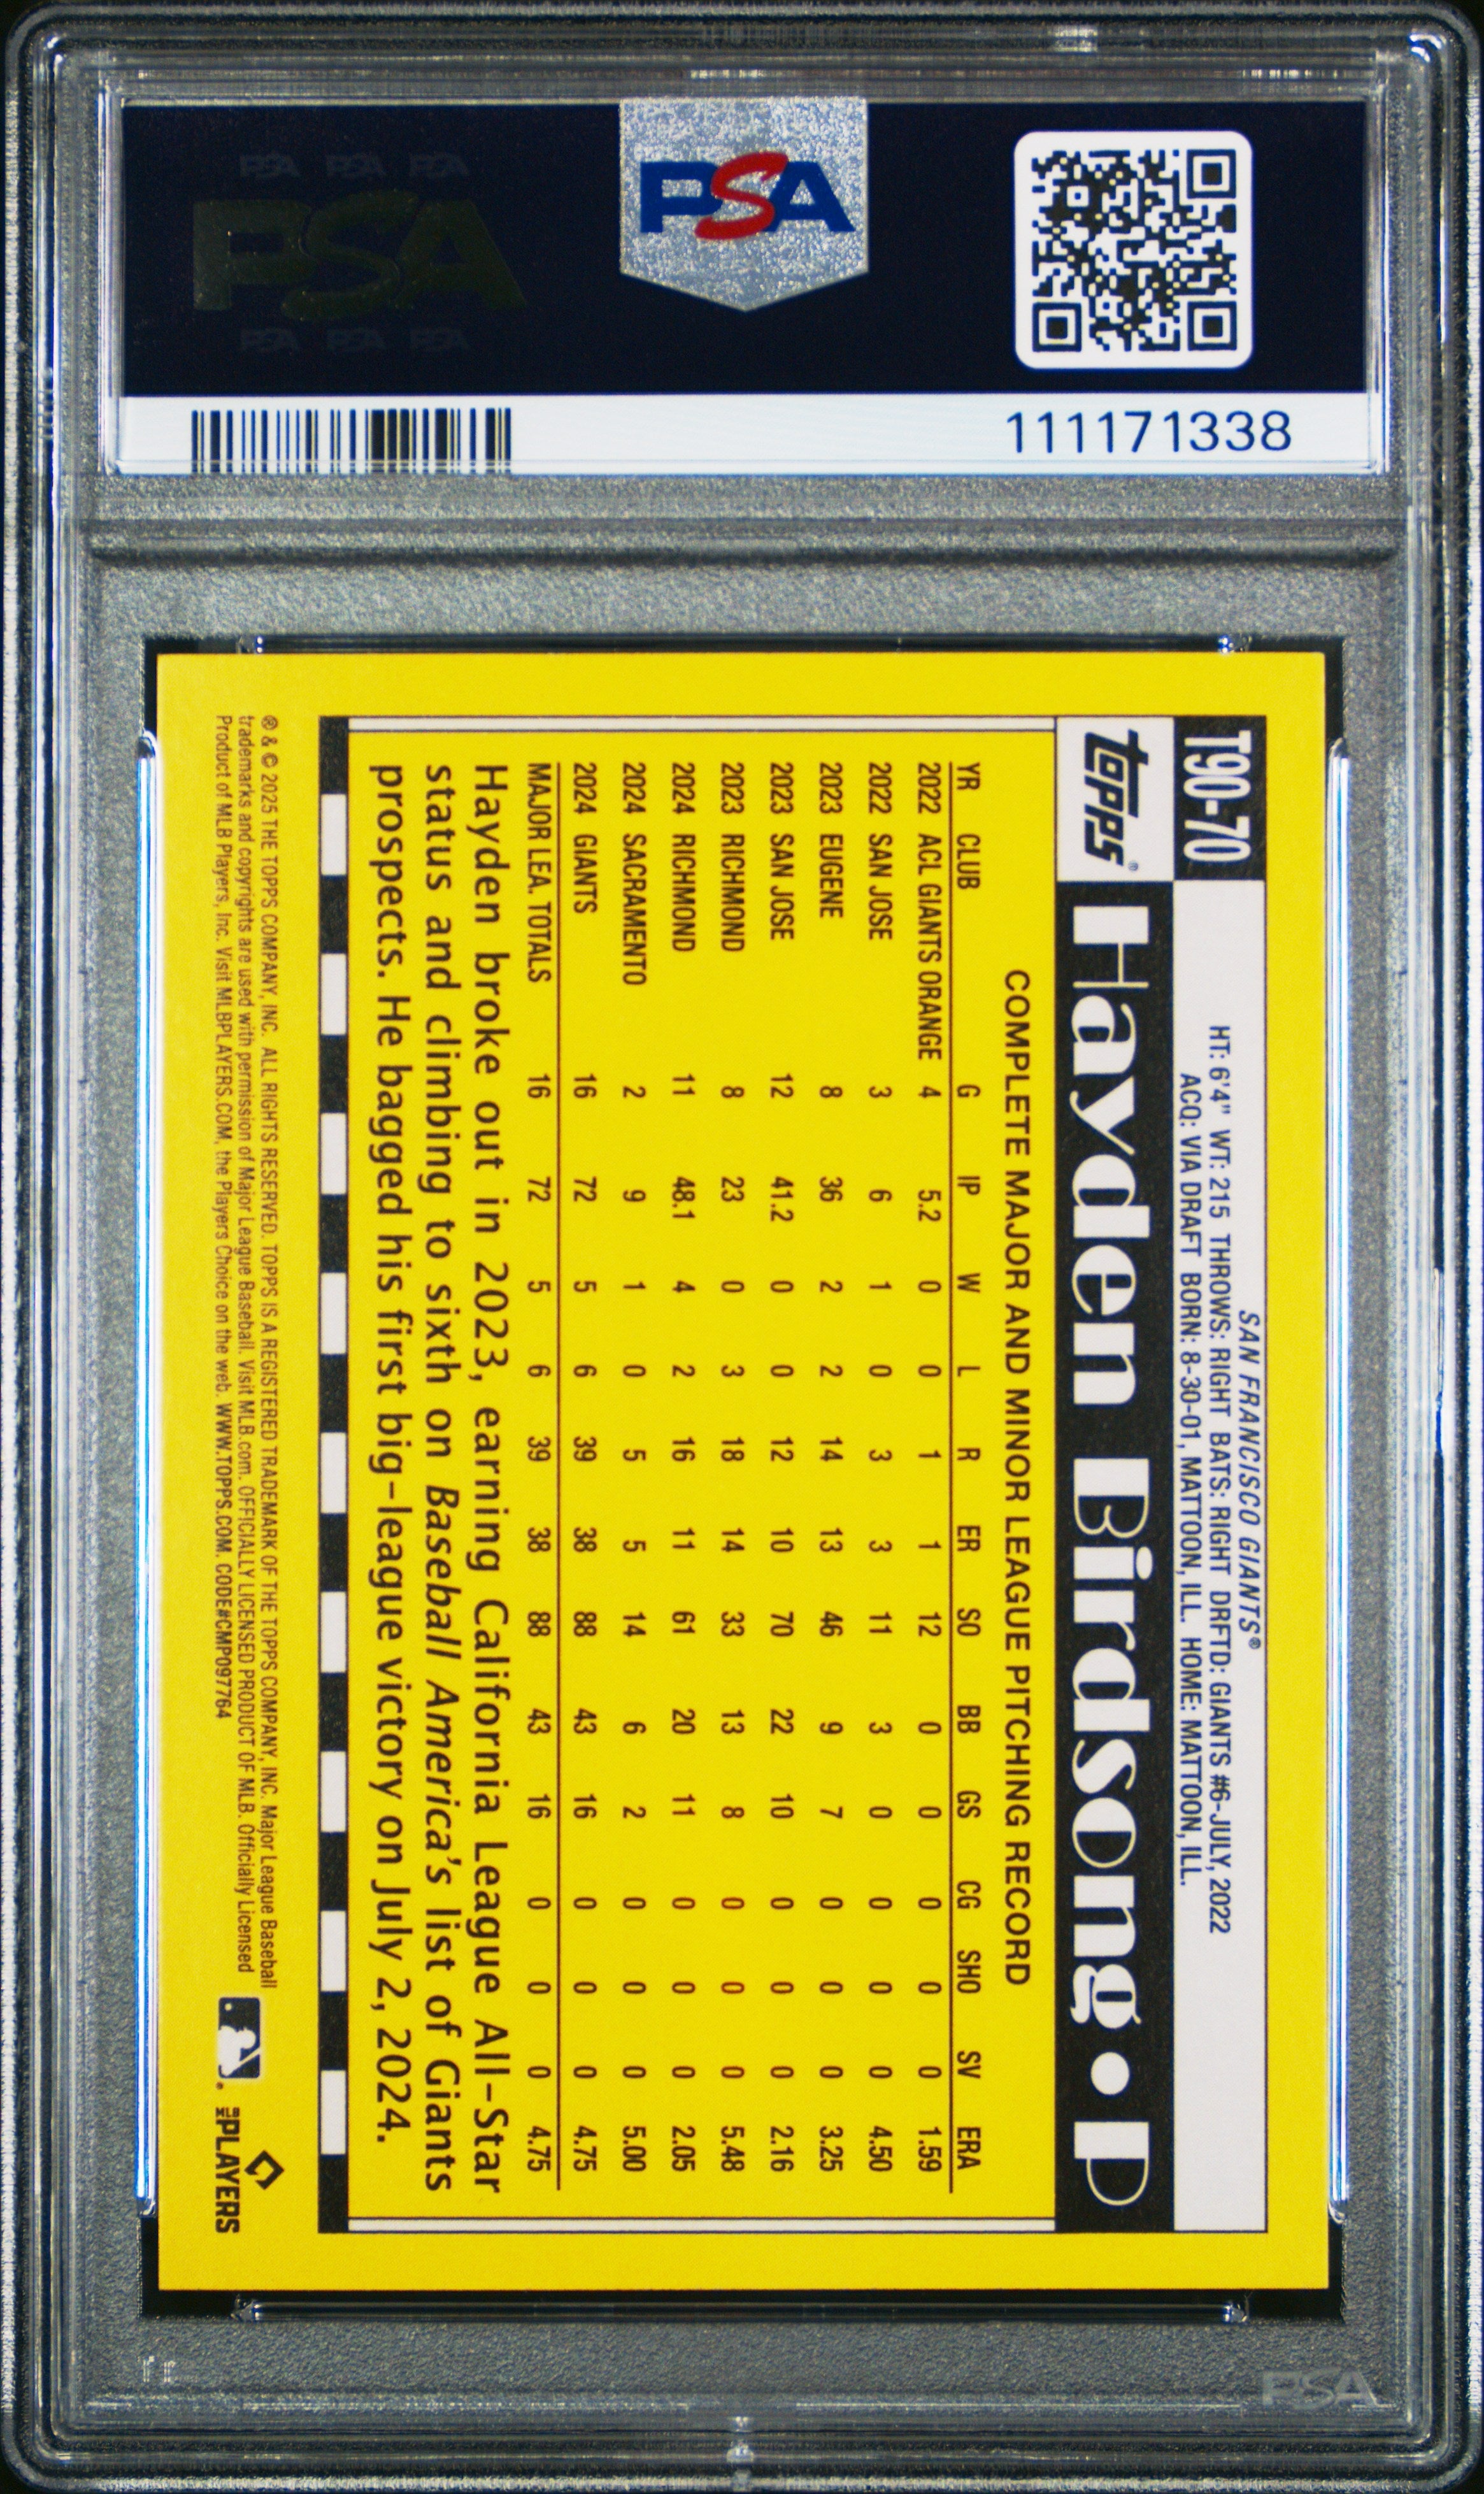 PSA PSA PSA
PSA
PSA PSA PSA
PSA
111171338
T90-70
SAN FRANCISCO GIANTS®
HT: 6'4" WT: 215 THROWS: RIGHT BATS: RIGHT DRFTD: GIANTS #6-JULY, 2022
ACQ: VIA DRAFT BORN: 8-30-01, MATTOON, ILL. HOME: MATTOON, ILL.
topps® Hayden Birdsong • P
COMPLETE MAJOR AND MINOR LEAGUE PITCHING RECORD
YR CLUB G IP W L R ER SO BB GS CG SHO SV ERA
2022 ACL GIANTS ORANGE 4 5.2 0 0 1 1 12 0 0 0 0 0 1.59
2022 SAN JOSE 3 6 1 0 3 3 11 3 0 0 0 0 4.50
2023 EUGENE 8 36 2 2 14 13 46 9 7 0 0 0 3.25
2023 SAN JOSE 12 41.2 0 0 12 10 70 22 10 0 0 0 2.16
2023 RICHMOND 8 23 0 3 18 14 33 13 8 0 0 0 5.48
2024 RICHMOND 11 48.1 4 2 16 11 61 20 11 0 0 0 2.05
2024 SACRAMENTO 2 9 1 0 5 5 14 6 2 0 0 0 5.00
2024 GIANTS 16 72 5 6 39 38 88 43 16 0 0 0 4.75
MAJOR LEA. TOTALS 16 72 5 6 39 38 88 43 16 0 0 0 4.75
Hayden broke out in 2023, earning California League All-Star
status and climbing to sixth on Baseball America's list of Giants
prospects. He bagged his first big-league victory on July 2, 2024.
® & © 2025 THE TOPPS COMPANY, INC. ALL RIGHTS RESERVED. TOPPS IS A REGISTERED TRADEMARK OF THE TOPPS COMPANY, INC. Major League Baseball
trademarks and copyrights are used with permission of Major League Baseball. Visit MLB.com. OFFICIALLY LICENSED PRODUCT OF MLB. Officially Licensed
Product of MLB Players, Inc. Visit MLBPLAYERS.COM, the Players Choice on the web. WWW.TOPPS.COM. CODE#CMP097764
MLB PLAYERS
PSA